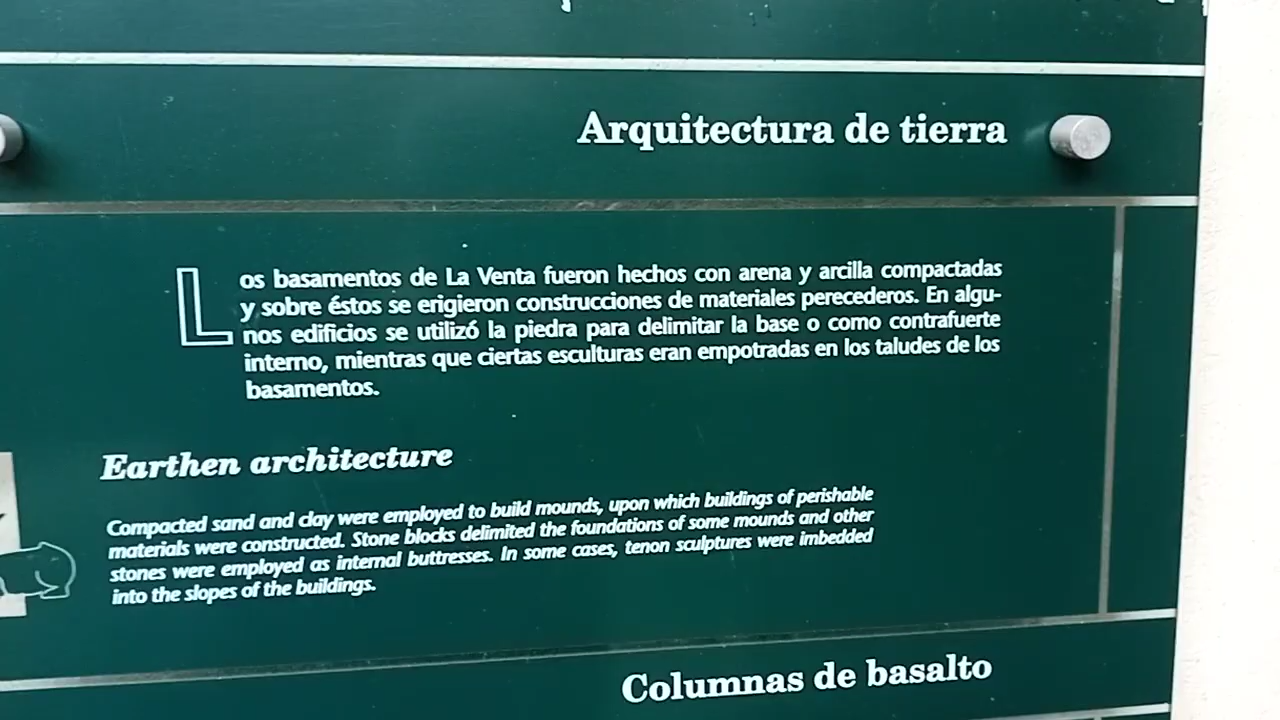 Arquitectura de tierra
Los basamentos de La Venta fueron hechos con arena y arcilla compactadas
y sobre éstos se erigieron construcciones de materiales perecederos. En algu-
nos edificios se utilizó la piedra para delimitar la base o como contrafuerte
interno, mientras que ciertas esculturas eran empotradas en los taludes de los
basamentos.
Earthen architecture
Compacted sand and clay were employed to build mounds, upon which buildings of perishable
materials were constructed. Stone blocks delimited the foundations of some mounds and other
stones were employed as internal buttresses. In some cases, tenon sculptures were imbedded
into the slopes of the buildings.
Columnas de basalto